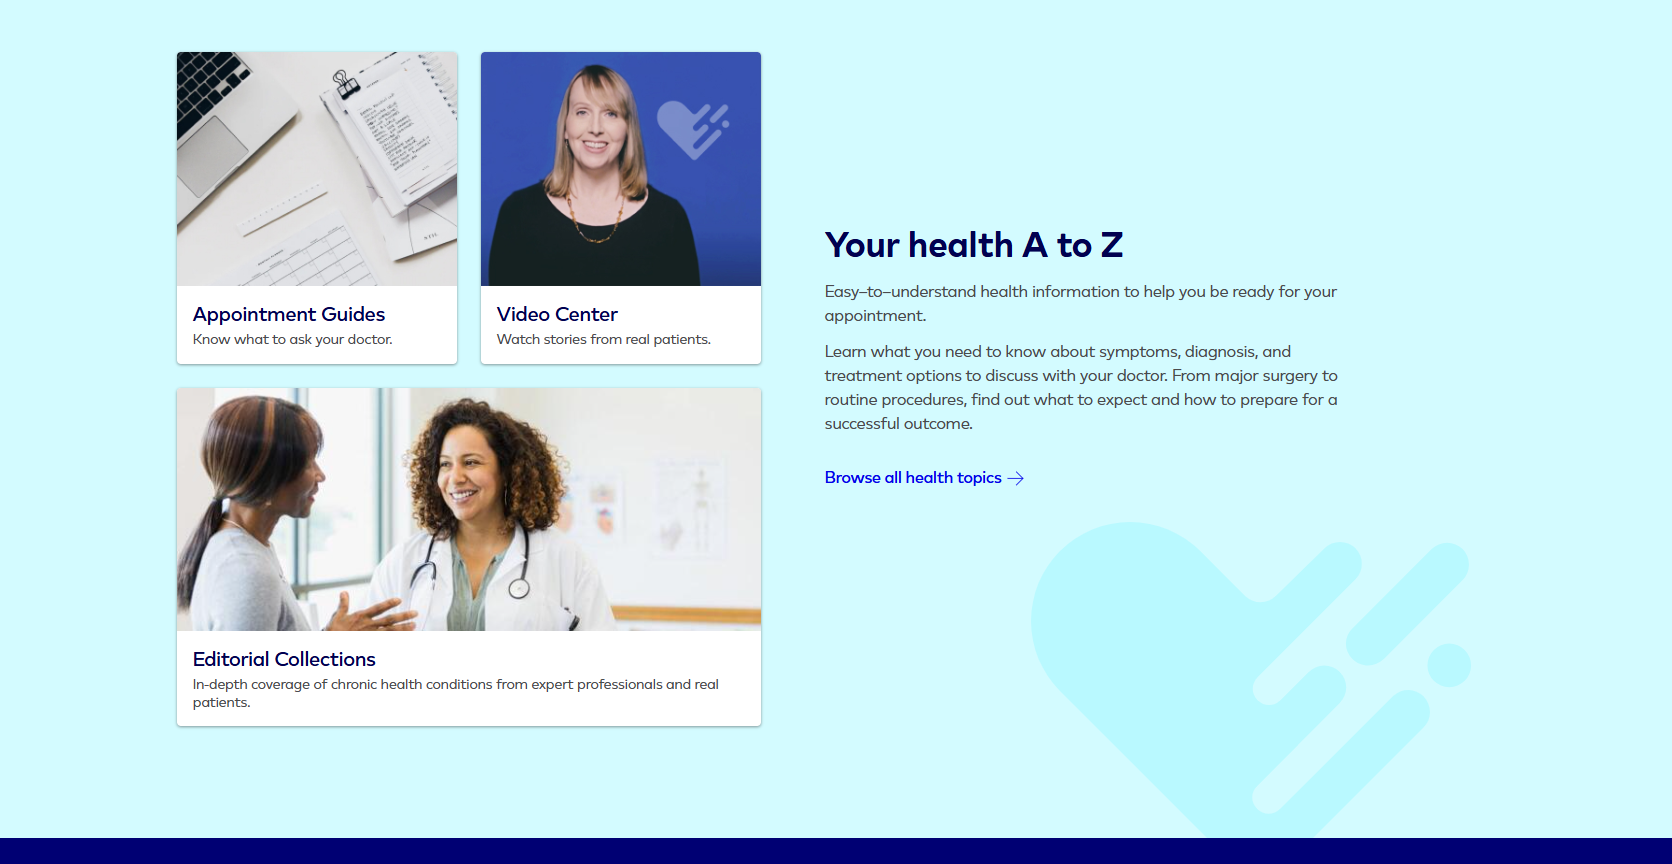 Appointment Guides
Know what to ask your doctor.
Video Center
Watch stories from real patients.
Editorial Collections
In-depth coverage of chronic health conditions from expert professionals and real
patients.
Your health A to Z
Easy–to–understand health information to help you be ready for your
appointment.
Learn what you need to know about symptoms, diagnosis, and
treatment options to discuss with your doctor. From major surgery to
routine procedures, find out what to expect and how to prepare for a
successful outcome.
Browse all health topics